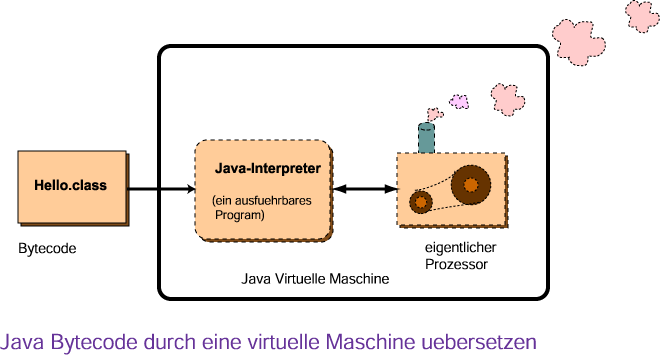 Java-Interpreter
Hello.class
(ein ausfuehrbares
Program)
Bytecode
eigentlicher
Prozessor
Java Virtuelle Maschine
Java Bytecode durch eine virtuelle Maschine uebersetzen